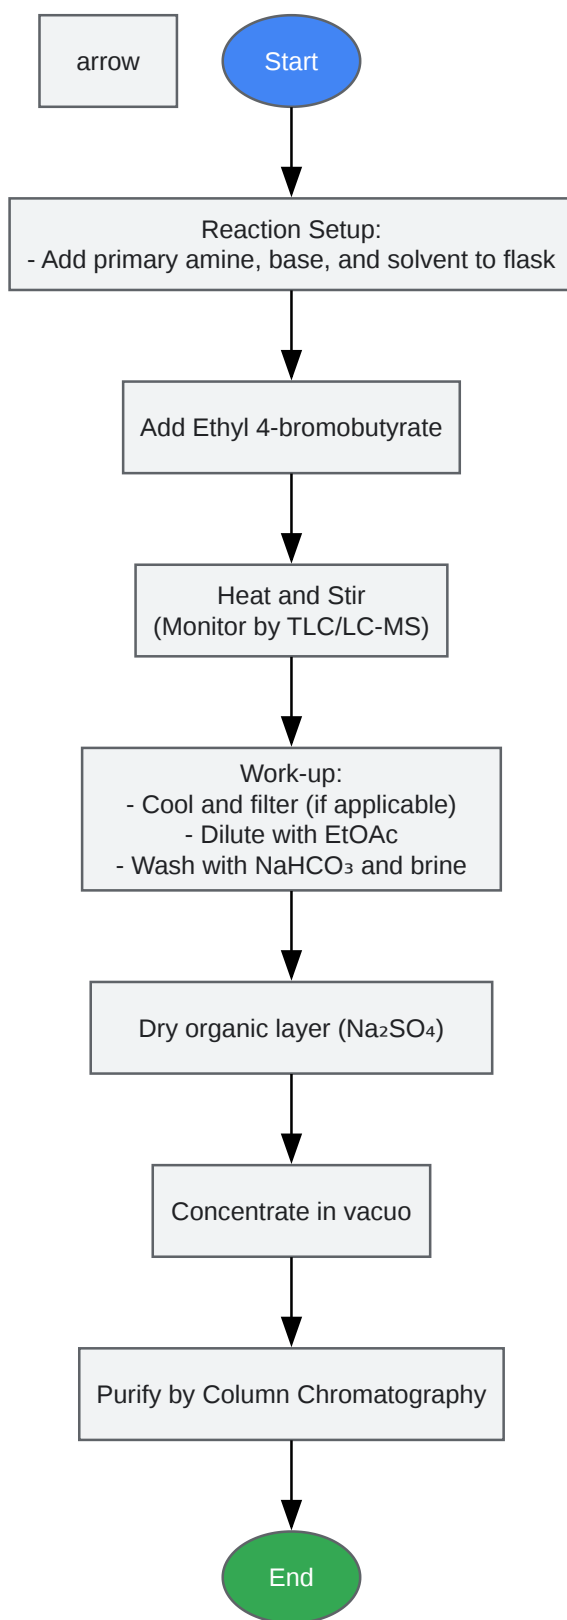 arrow
Start
Reaction Setup:
- Add primary amine, base, and solvent to flask
Add Ethyl 4-bromobutyrate
Heat and Stir
(Monitor by TLC/LC-MS)
Work-up:
- Cool and filter (if applicable)
- Dilute with EtOAc
- Wash with NaHCO₃ and brine
Dry organic layer (Na₂SO₄)
Concentrate in vacuo
Purify by Column Chromatography
End